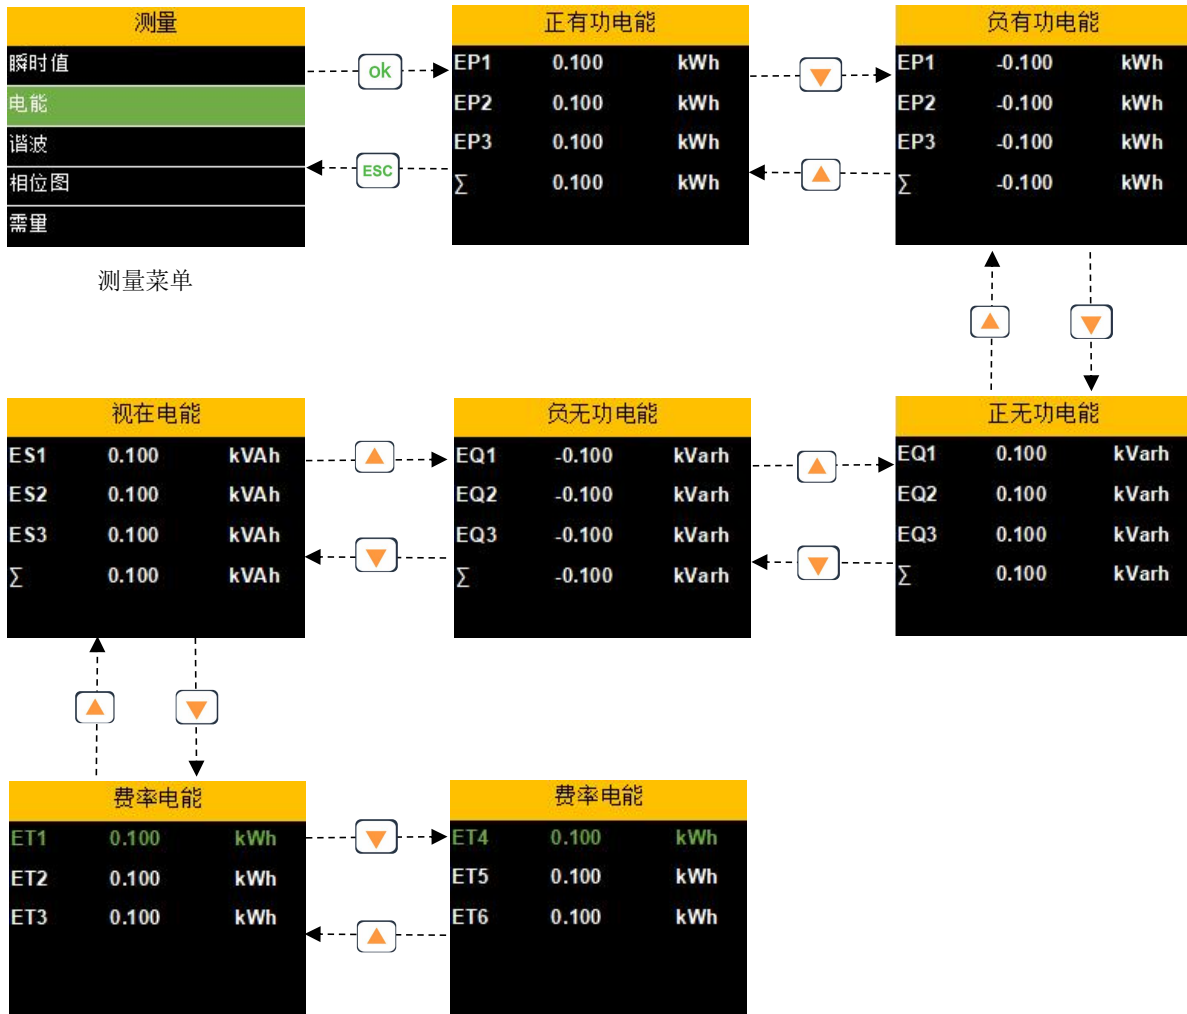 测量
瞬时值
电能
谐波
相位图
需量
测量菜单
ok
ESC
正有功电能
EP1 0.100 kWh
EP2 0.100 kWh
EP3 0.100 kWh
∑ 0.100 kWh
负有功电能
EP1 -0.100 kWh
EP2 -0.100 kWh
EP3 -0.100 kWh
∑ -0.100 kWh
视在电能
ES1 0.100 kVAh
ES2 0.100 kVAh
ES3 0.100 kVAh
∑ 0.100 kVAh
负无功电能
EQ1 -0.100 kVarh
EQ2 -0.100 kVarh
EQ3 -0.100 kVarh
∑ -0.100 kVarh
正无功电能
EQ1 0.100 kVarh
EQ2 0.100 kVarh
EQ3 0.100 kVarh
∑ 0.100 kVarh
费率电能
ET1 0.100 kWh
ET2 0.100 kWh
ET3 0.100 kWh
费率电能
ET4 0.100 kWh
ET5 0.100 kWh
ET6 0.100 kWh